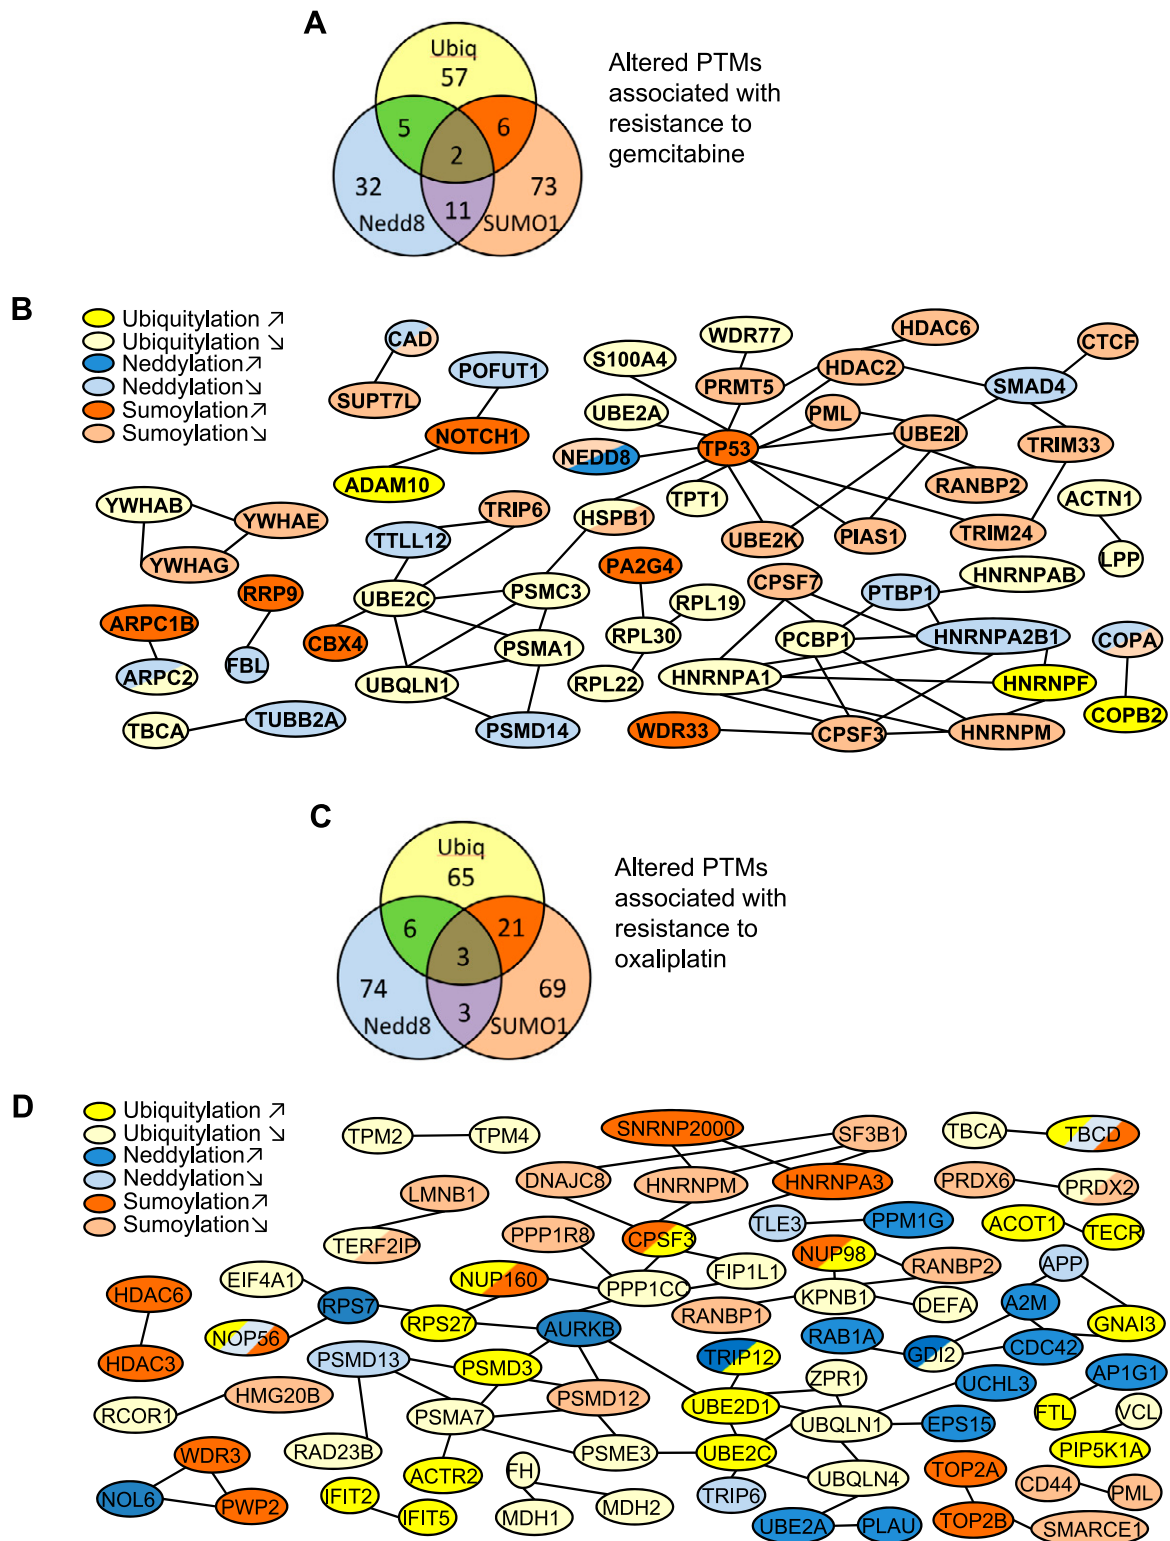 A
Ubiq
57
5
6
2
32
73
11
Nedd8
SUMO1
Altered PTMs
associated with
resistance to
gemcitabine
B
Ubiquitylation ↗
Ubiquitylation ↘
Neddylation ↗
Neddylation ↘
Sumoylation ↗
Sumoylation ↘
CAD
SUPT7L
POFUT1
NOTCH1
ADAM10
S100A4
WDR77
HDAC6
CTCF
PRMT5
HDAC2
SMAD4
UBE2A
PML
UBE2I
TRIM33
NEDD8
TP53
RANBP2
ACTN1
TPT1
YWHAB
YWHAE
YWHAG
TRIP6
HSPB1
TTLL12
UBE2K
PIAS1
TRIM24
LPP
RRP9
PA2G4
CPSF7
PTBP1
HNRNPAB
UBE2C
PSMC3
RPL19
ARPC1B
CBX4
PSMA1
RPL30
PCBP1
HNRNPA2B1
COPA
ARPC2
FBL
UBQLN1
RPL22
HNRNPA1
HNRNPF
TBCA
TUBB2A
PSMD14
WDR33
CPSF3
HNRNPM
COPB2
C
Ubiq
65
6
21
3
74
69
3
Nedd8
SUMO1
Altered PTMs
associated with
resistance to
oxaliplatin
D
Ubiquitylation ↗
Ubiquitylation ↘
Neddylation ↗
Neddylation ↘
Sumoylation ↗
Sumoylation ↘
TPM2
TPM4
SNRNP2000
SF3B1
TBCA
TBCD
LMNB1
DNAJC8
HNRNPM
HNRNPA3
PRDX6
PRDX2
TERF2IP
PPP1R8
CPSF3
TLE3
PPM1G
ACOT1
TECR
EIF4A1
NUP160
PPP1CC
FIP1L1
NUP98
RANBP2
APP
HDAC6
RPS7
RPS27
RANBP1
KPNB1
DEFA
A2M
GNAI3
NOP56
AURKB
RAB1A
GDI2
CDC42
HDAC3
PSMD13
PSMD3
TRIP12
ZPR1
UCHL3
AP1G1
RCOR1
HMG20B
PSMA7
PSMD12
UBE2D1
UBQLN1
EPS15
FTL
VCL
WDR3
RAD23B
PSME3
UBE2C
PIP5K1A
NOL6
PWP2
IFIT2
ACTR2
FH
UBQLN4
TOP2A
CD44
PML
IFIT5
MDH1
MDH2
TRIP6
UBE2A
PLAU
TOP2B
SMARCE1